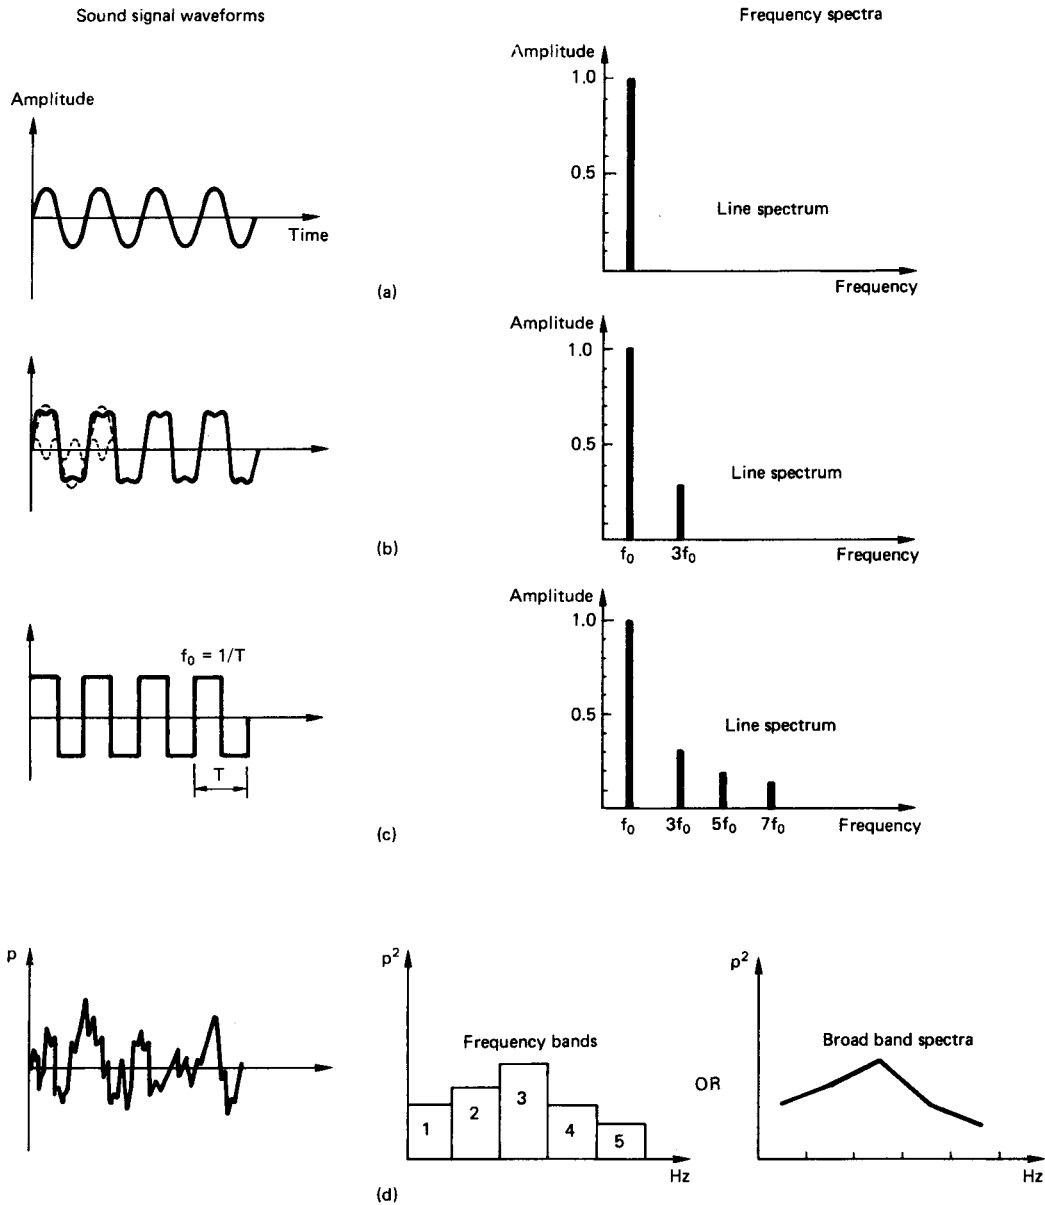 Sound signal waveforms
Frequency spectra
Amplitude
Time
Amplitude
1.0
0.5
Line spectrum
Frequency
(a)
Amplitude
1.0
0.5
Line spectrum
f₀ 3f₀ Frequency
(b)
f₀ = 1/T
T
Amplitude
1.0
0.5
Line spectrum
f₀ 3f₀ 5f₀ 7f₀ Frequency
(c)
p
p²
Frequency bands
1 2 3 4 5
Hz
OR
p²
Broad band spectra
Hz
(d)